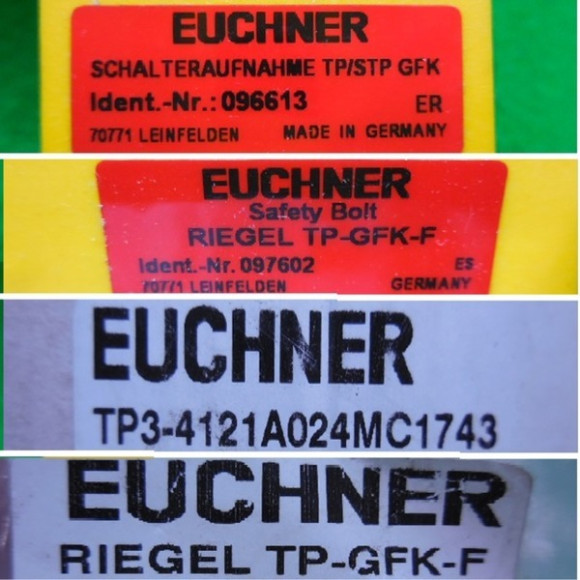 EUCHNER
SCHALTERAUFNAHME TP/STP GFK
Ident.-Nr.: 096613 ER
70771 LEINFELDEN MADE IN GERMANY
EUCHNER
Safety Bolt
RIEGEL TP-GFK-F
Ident.-Nr. 097602 ES
70771 LEINFELDEN GERMANY
EUCHNER
TP3-4121A024MC1743
EUCHNER
RIEGEL TP-GFK-F